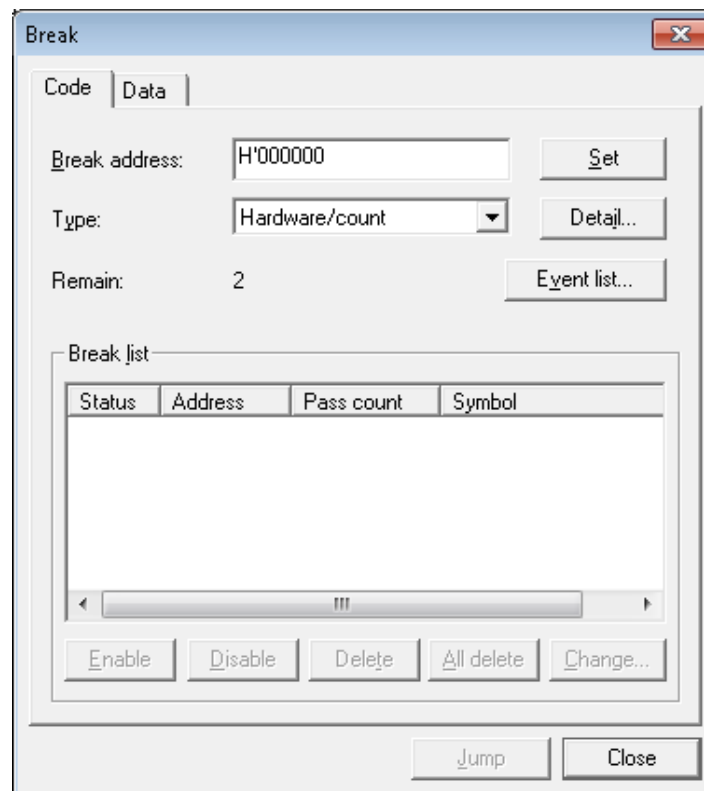 Break
Code Data
Break address: H'000000 Set
Type: Hardware/count Detail...
Remain: 2 Event list...
Break list
Status Address Pass count Symbol
Enable Disable Delete All delete Change...
Jump Close